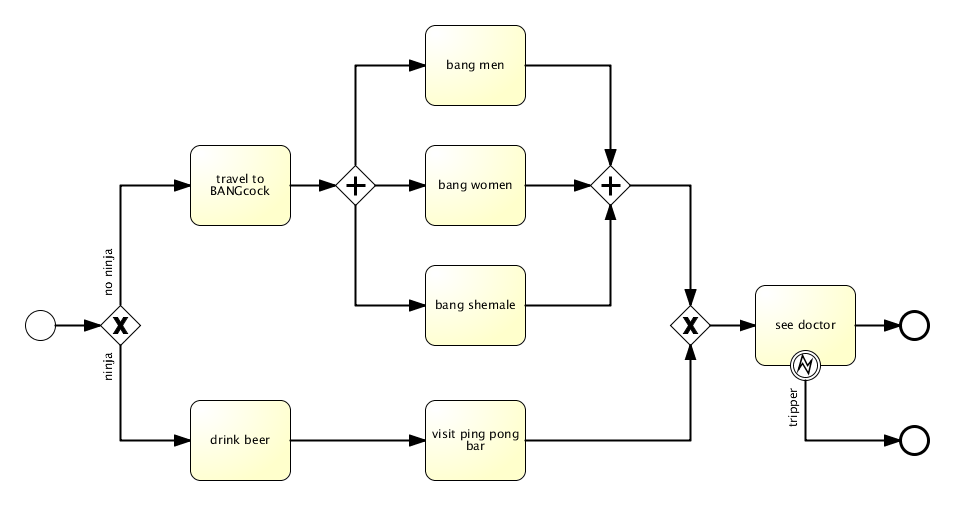 bang men
travel to
BANGcock
bang women
no ninja
bang shemale
see doctor
ninja
tripper
drink beer
visit ping pong
bar